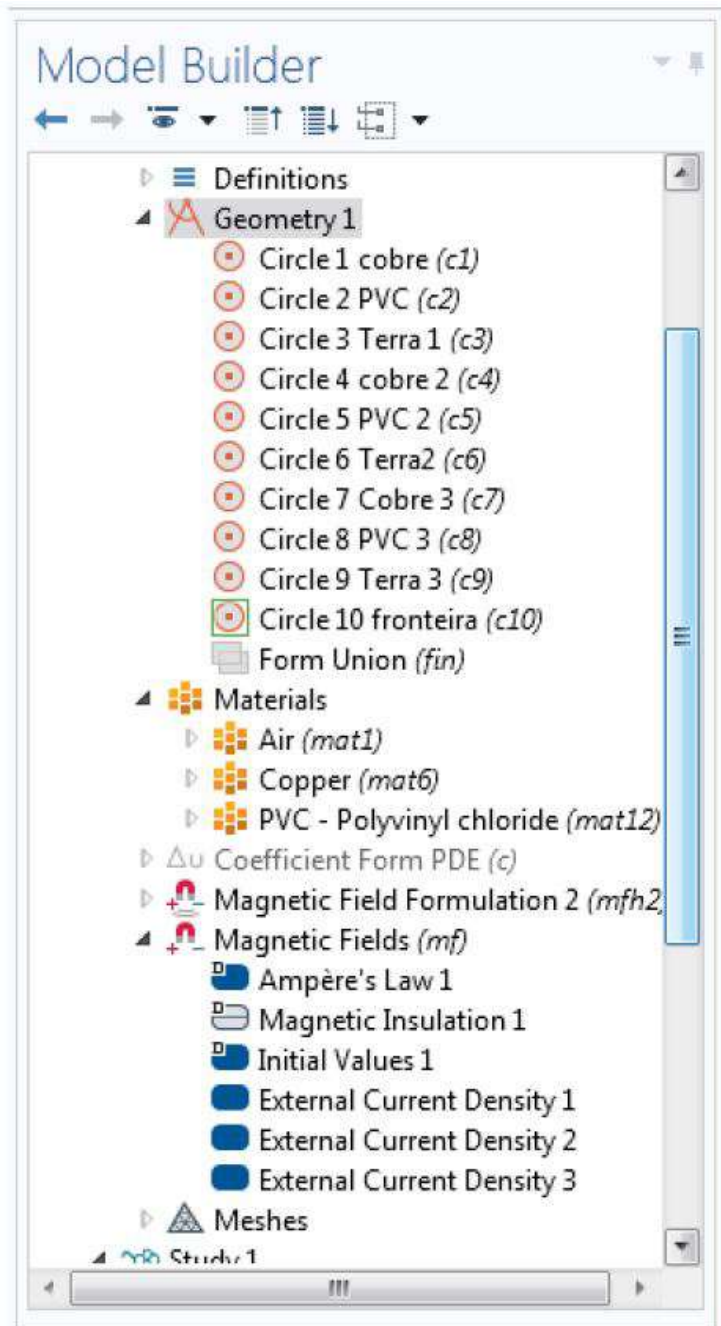 Model Builder
Definitions
Geometry 1
Circle 1 cobre (c1)
Circle 2 PVC (c2)
Circle 3 Terra 1 (c3)
Circle 4 cobre 2 (c4)
Circle 5 PVC 2 (c5)
Circle 6 Terra2 (c6)
Circle 7 Cobre 3 (c7)
Circle 8 PVC 3 (c8)
Circle 9 Terra 3 (c9)
Circle 10 fronteira (c10)
Form Union (fin)
Materials
Air (mat1)
Copper (mat6)
PVC - Polyvinyl chloride (mat12)
Δu Coefficient Form PDE (c)
Magnetic Field Formulation 2 (mfh2
Magnetic Fields (mf)
Ampère's Law 1
Magnetic Insulation 1
Initial Values 1
External Current Density 1
External Current Density 2
External Current Density 3
Meshes
Study 1